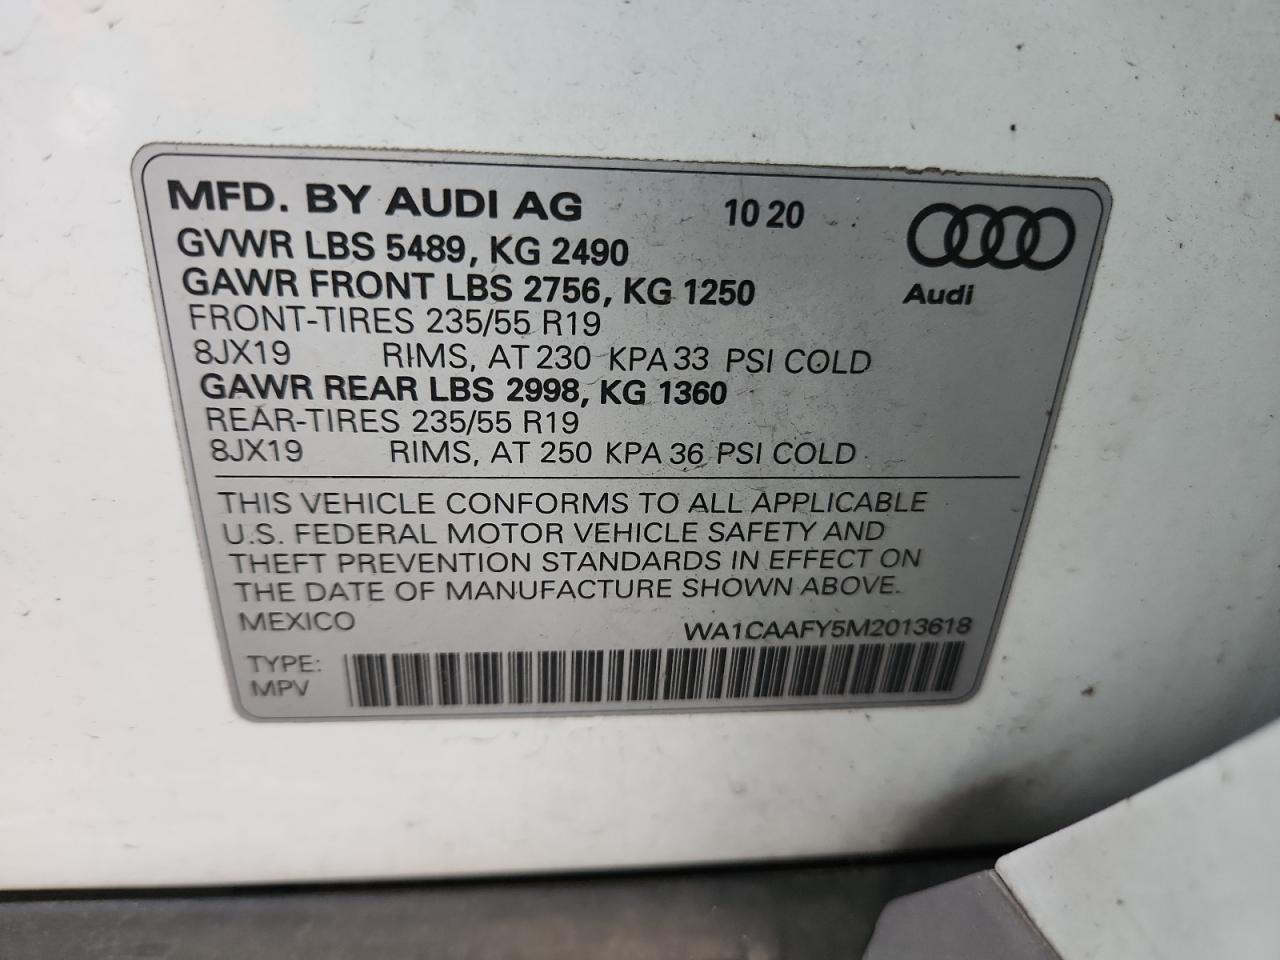 MFD. BY AUDI AG 10 20
GVWR LBS 5489, KG 2490
GAWR FRONT LBS 2756, KG 1250
Audi
FRONT-TIRES 235/55 R19
8JX19 RIMS, AT 230 KPA 33 PSI COLD
GAWR REAR LBS 2998, KG 1360
REAR-TIRES 235/55 R19
8JX19 RIMS, AT 250 KPA 36 PSI COLD
THIS VEHICLE CONFORMS TO ALL APPLICABLE
U.S. FEDERAL MOTOR VEHICLE SAFETY AND
THEFT PREVENTION STANDARDS IN EFFECT ON
THE DATE OF MANUFACTURE SHOWN ABOVE.
MEXICO WA1CAAFY5M2013618
TYPE:
MPV